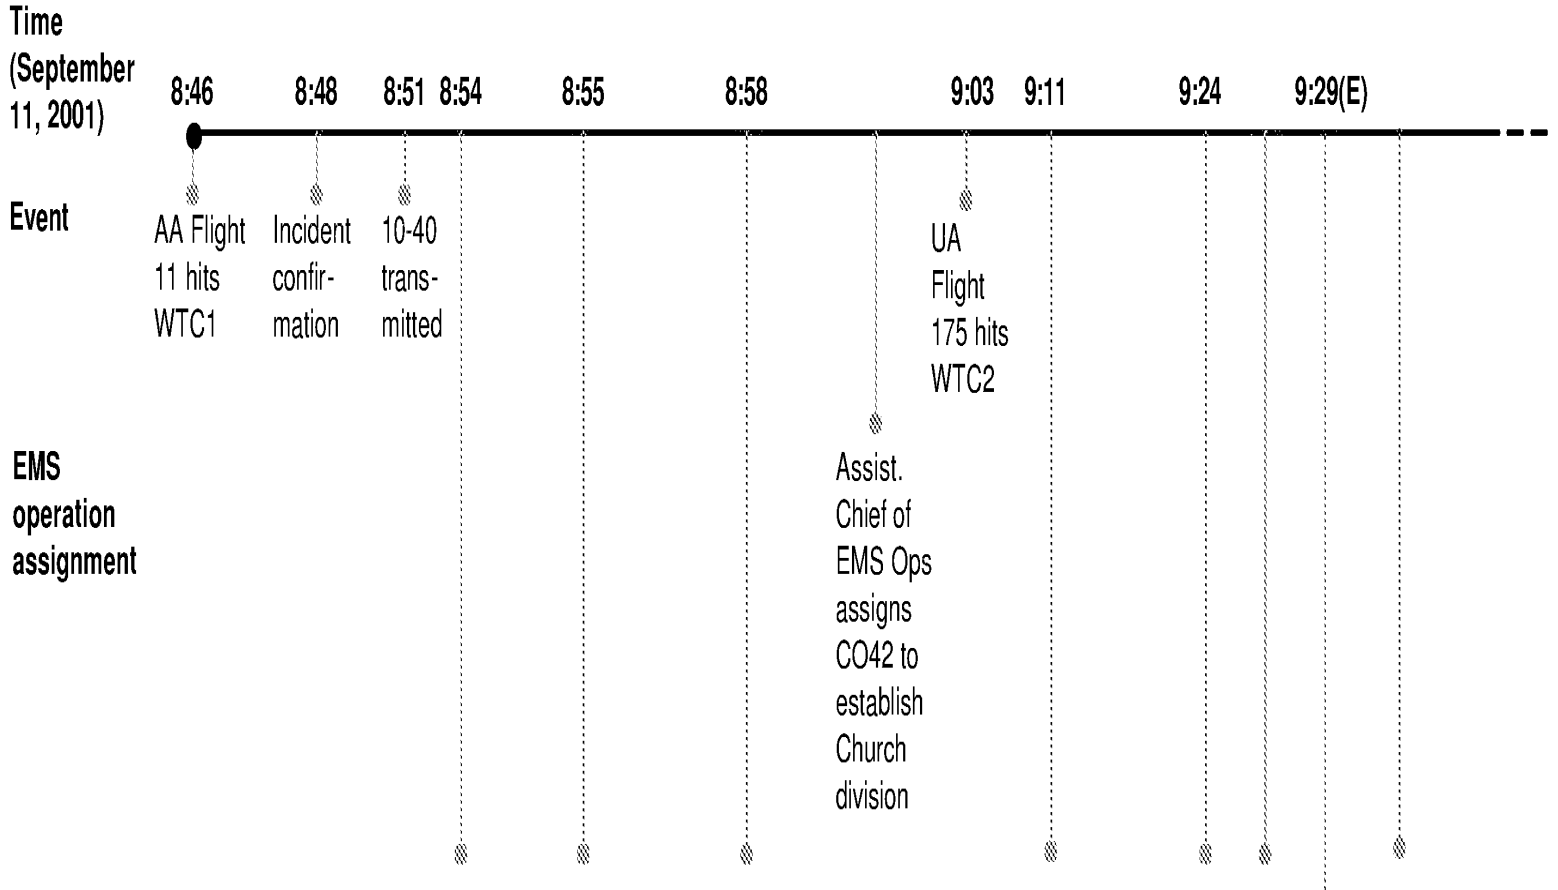 Time
(September
11, 2001)
8:46 8:48 8:51 8:54 8:55 8:58 9:03 9:11 9:24 9:29(E)
Event
AA Flight
11 hits
WTC1
Incident
confir-
mation
10-40
trans-
mitted
UA
Flight
175 hits
WTC2
EMS
operation
assignment
Assist.
Chief of
EMS Ops
assigns
CO42 to
establish
Church
division